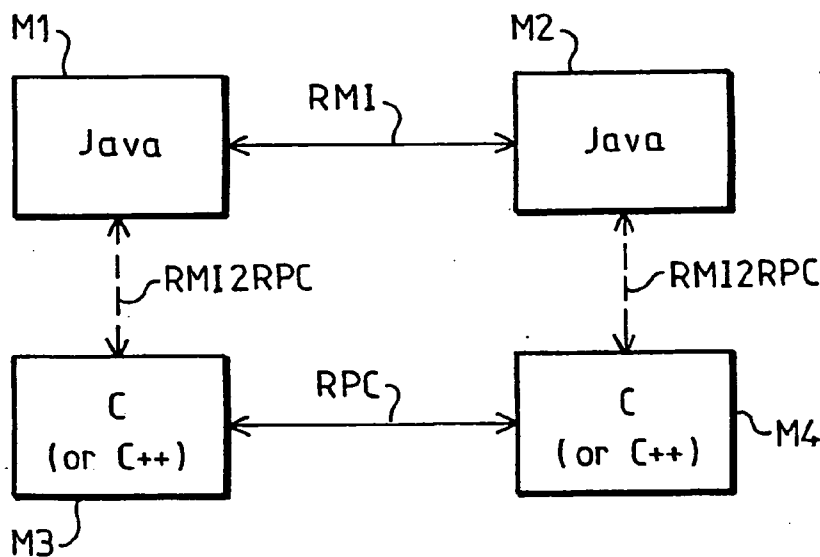 M1
M2
RMI
Java
Java
RMI2RPC
RMI2RPC
RPC
C
(or C++)
C
(or C++)
M4
M3